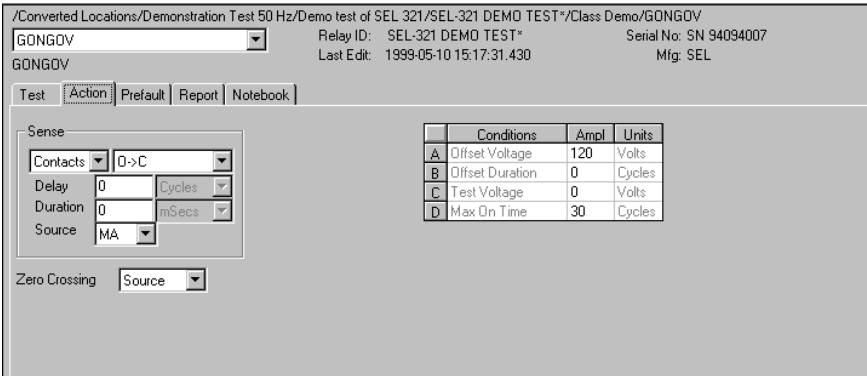 /Converted Locations/Demonstration Test 50 Hz/Demo test of SEL 321/SEL-321 DEMO TEST*/Class Demo/GONGOV
GONGOV Relay ID: SEL-321 DEMO TEST* Serial No: SN 94094007
Last Edit: 1999-05-10 15:17:31.430 Mfg: SEL
GONGOV
Test Action Prefault Report Notebook
Sense
Contacts O->C
Delay 0 Cycles
Duration 0 mSecs
Source MA
Zero Crossing Source
Conditions Ampl Units
A Offset Voltage 120 Volts
B Offset Duration 0 Cycles
C Test Voltage 0 Volts
D Max On Time 30 Cycles